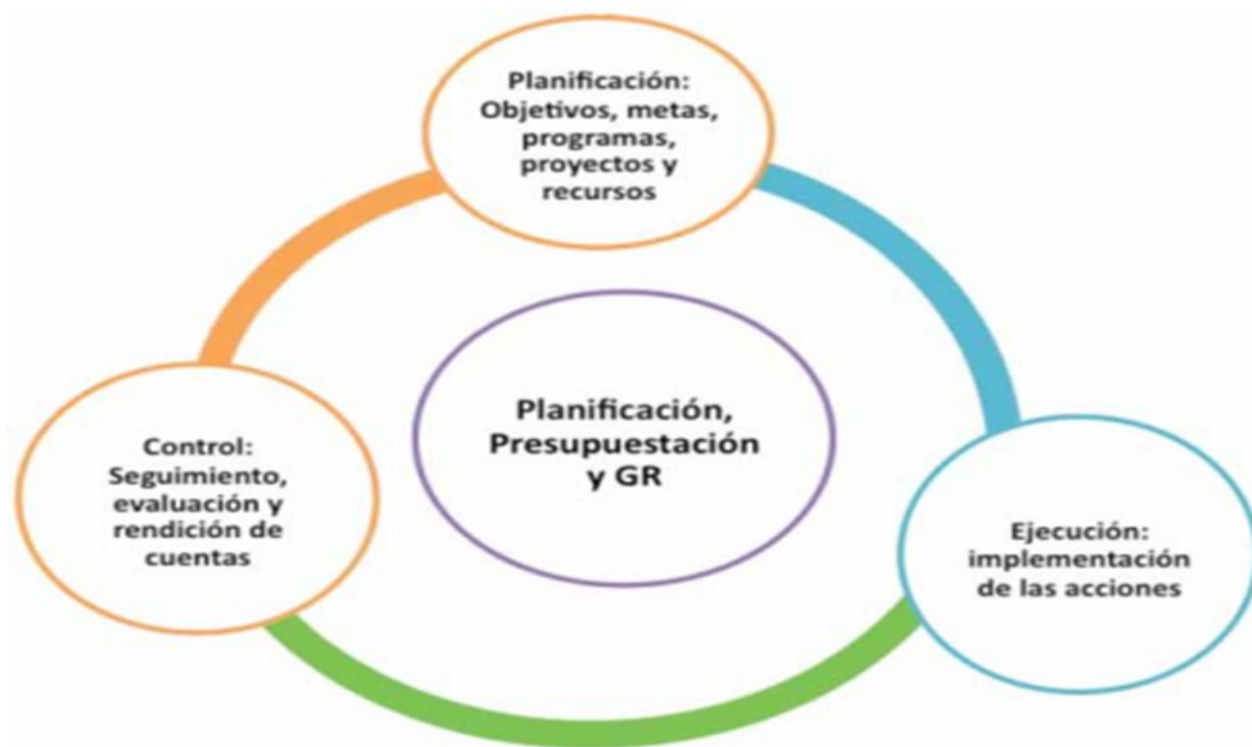 Planificación:
Objetivos, metas,
programas,
proyectos y
recursos
Planificación,
Presupuestación
y GR
Control:
Seguimiento,
evaluación y
rendición de
cuentas
Ejecución:
implementación
de las acciones